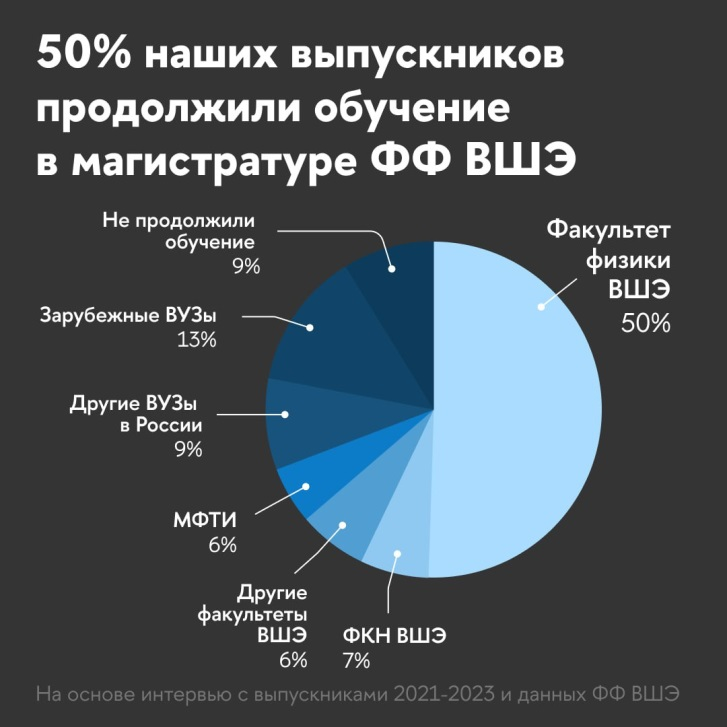 50% наших выпускников
продолжили обучение
в магистратуре ФФ ВШЭ
Не продолжили
обучение
9%
Факультет
физики
ВШЭ
50%
Зарубежные ВУЗы
13%
Другие ВУЗы
в России
9%
МФТИ
6%
Другие
факультеты
ВШЭ
6%
ФКН ВШЭ
7%
На основе интервью с выпускниками 2021-2023 и данных ФФ ВШЭ